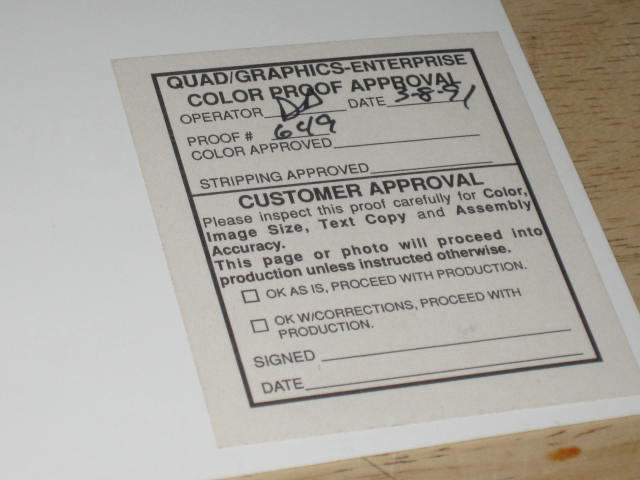 QUAD/GRAPHICS-ENTERPRISE
COLOR PROOF APPROVAL
OPERATOR DD DATE 3-8-91
PROOF # 649
COLOR APPROVED
STRIPPING APPROVED
CUSTOMER APPROVAL
Please inspect this proof carefully for Color,
Image Size, Text Copy and Assembly
Accuracy.
This page or photo will proceed into
production unless instructed otherwise.
OK AS IS, PROCEED WITH PRODUCTION.
OK W/CORRECTIONS, PROCEED WITH
PRODUCTION.
SIGNED
DATE